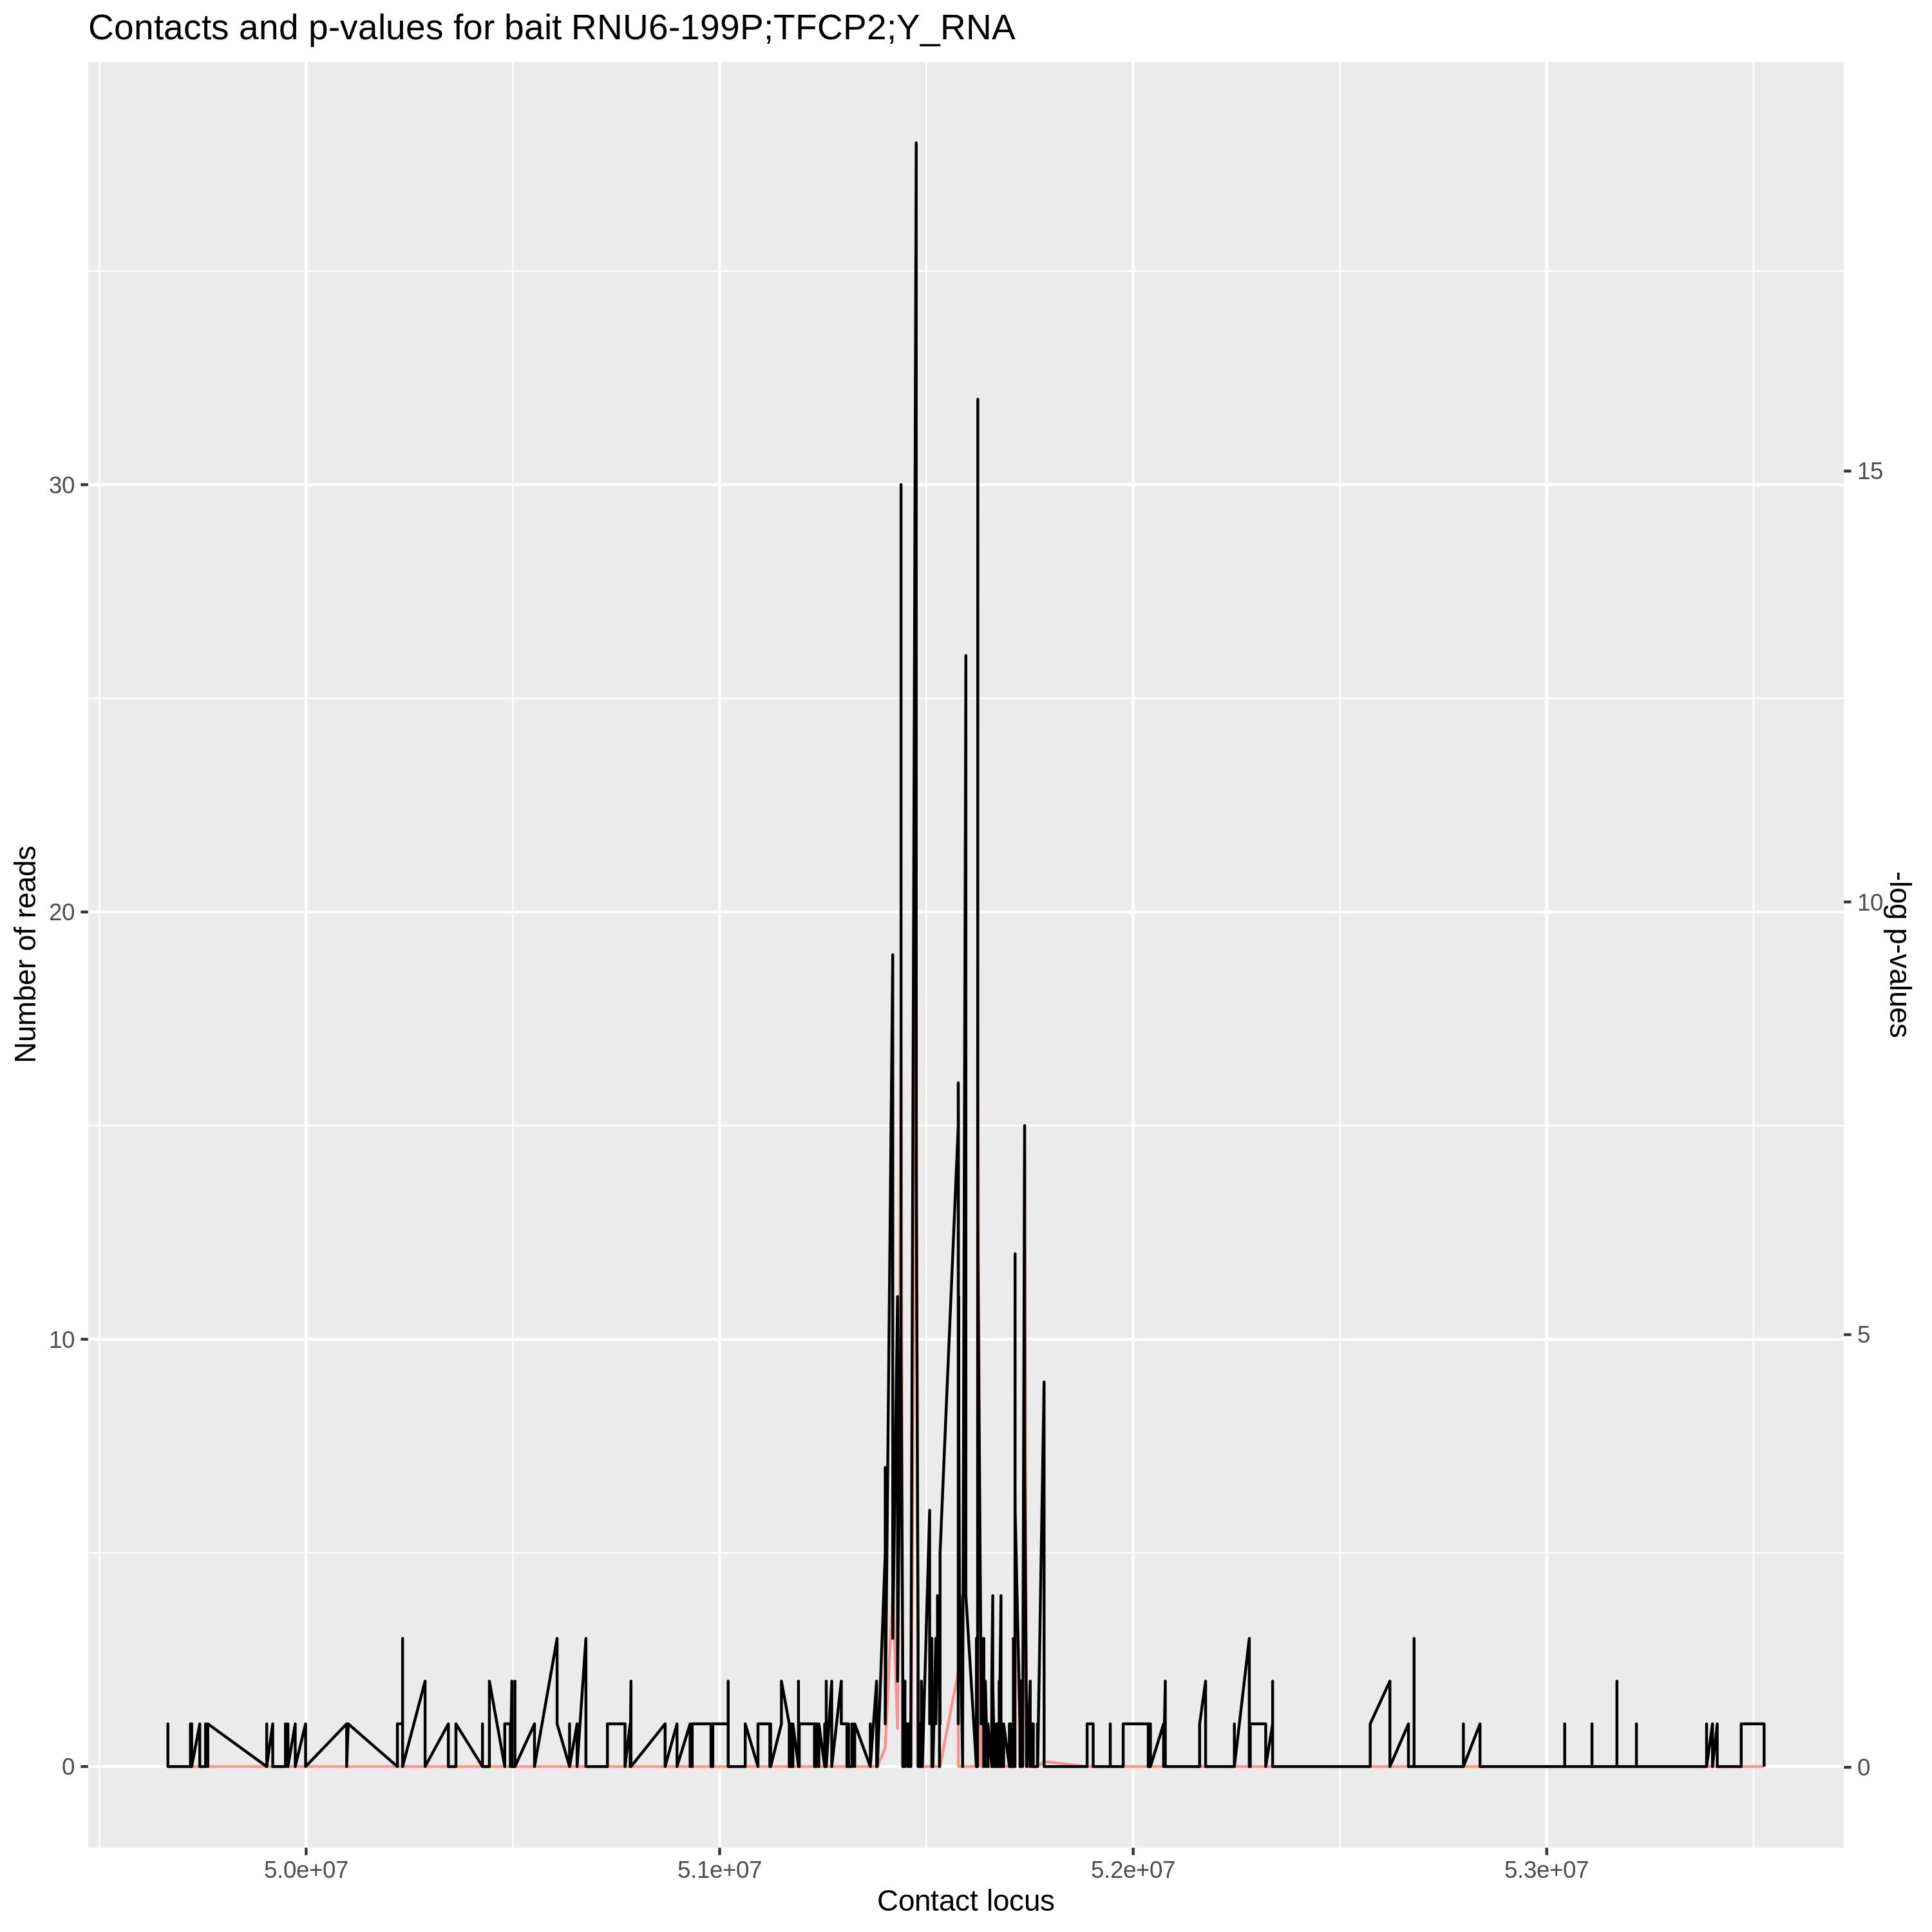 Contacts and p-values for bait RNU6-199P;TFCP2;Y_RNA
30
20
10
0
Number of reads
15
10
5
0
-log p-values
5.0e+07 5.1e+07 5.2e+07 5.3e+07
Contact locus